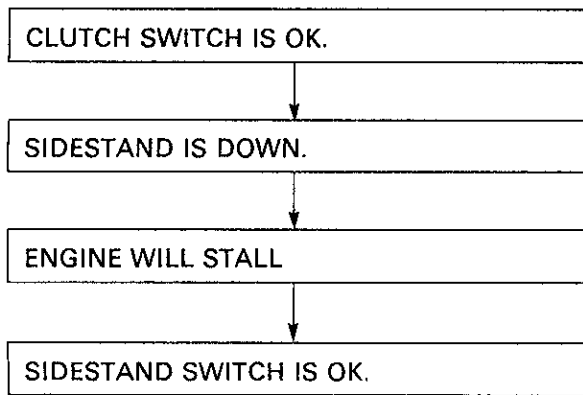 CLUTCH SWITCH IS OK.
SIDESTAND IS DOWN.
ENGINE WILL STALL
SIDESTAND SWITCH IS OK.